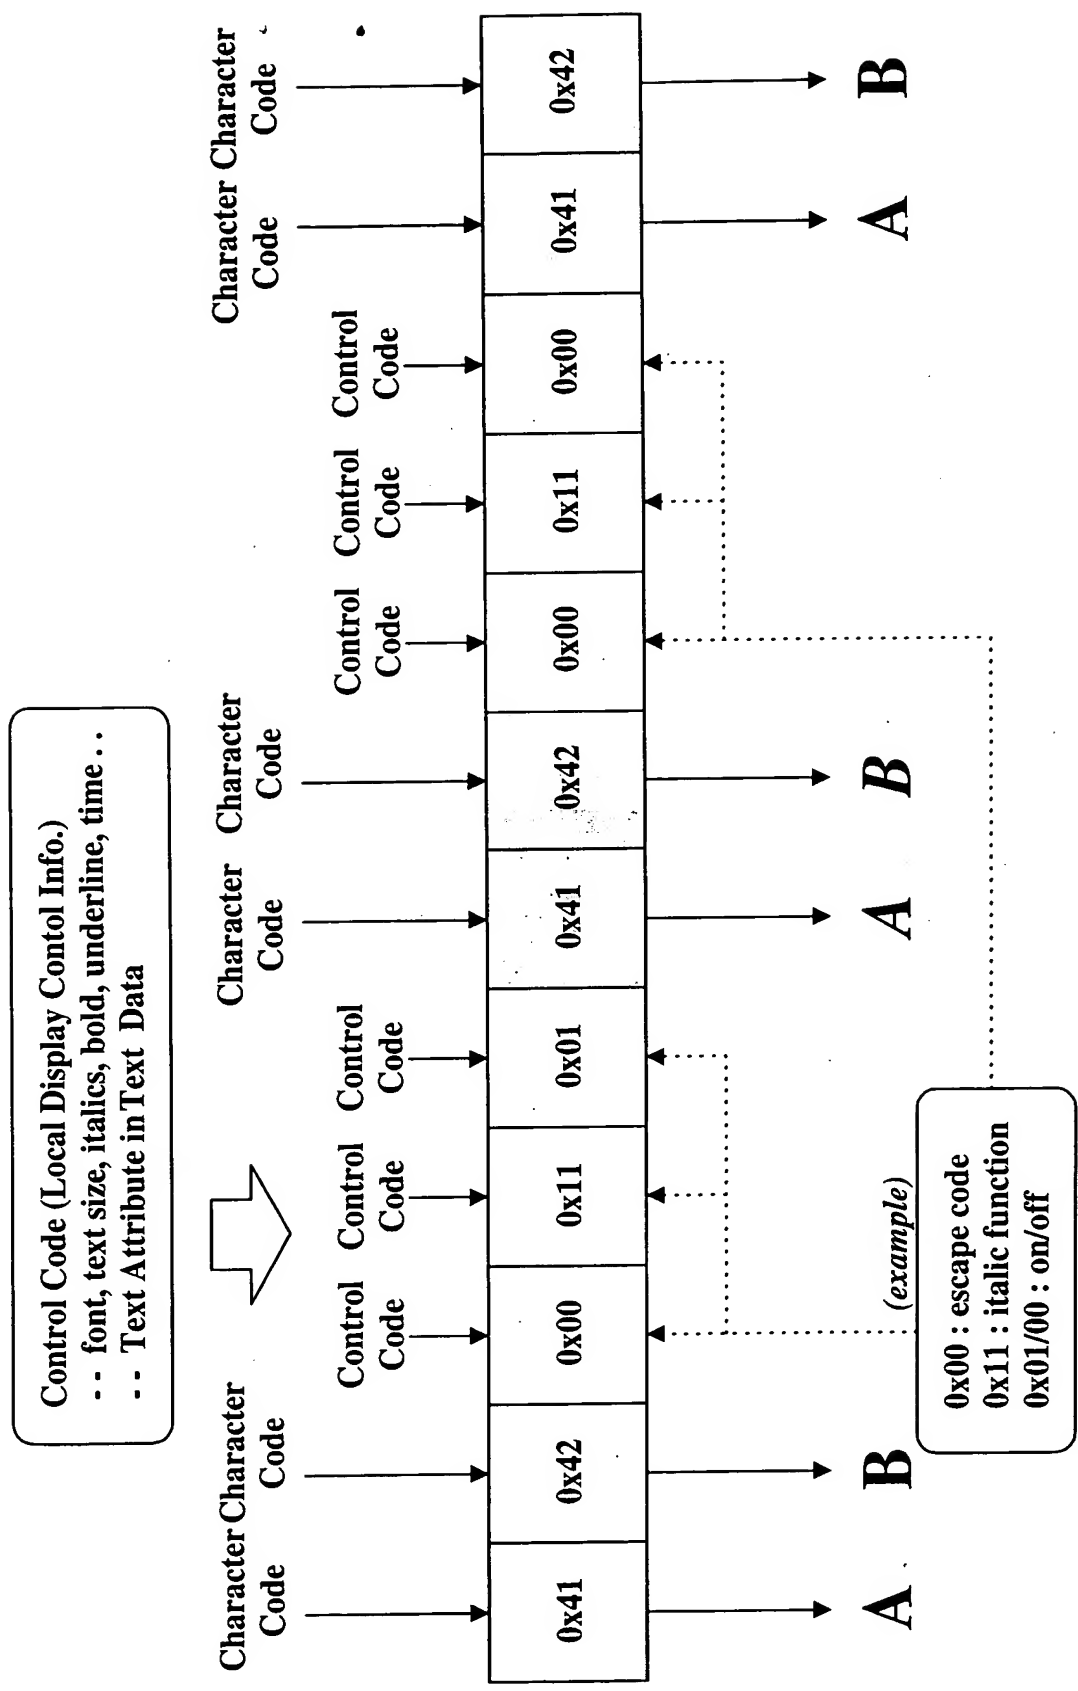 Control Code (Local Display Contol Info.)
- - font, text size, italics, bold, underline, time . .
- - Text Attribute in Text Data
Character Character Control Control Control Character Character Control Control Control Character Character
Code Code Code Code Code Code Code Code Code Code Code Code
0x41 0x42 0x00 0x11 0x01 0x41 0x42 0x00 0x11 0x00 0x41 0x42
A B A B A B
(example)
0x00 : escape code
0x11 : italic function
0x01/00 : on/off